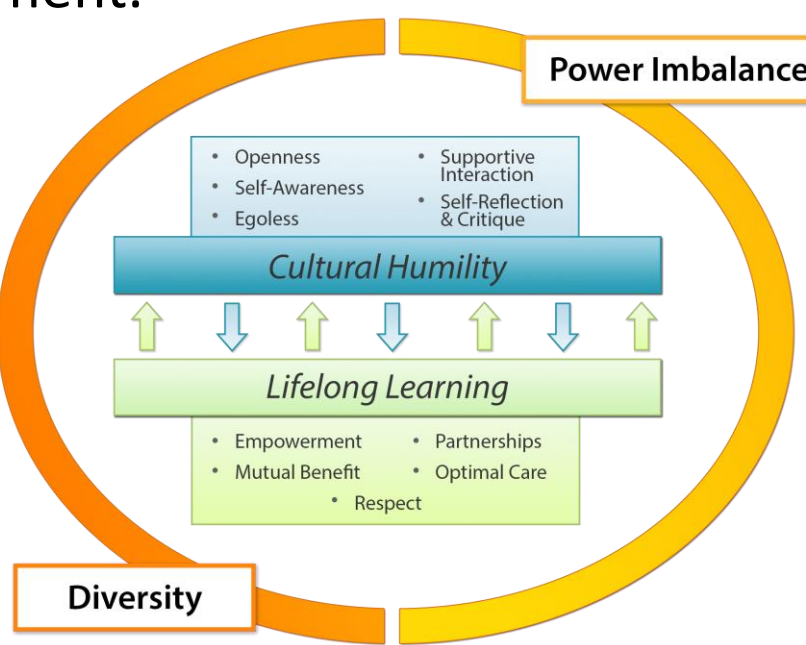 Power Imbalance
• Openness
• Self-Awareness
• Egoless
• Supportive
Interaction
• Self-Reflection
& Critique
Cultural Humility
Lifelong Learning
• Empowerment
• Mutual Benefit
• Partnerships
• Optimal Care
• Respect
Diversity